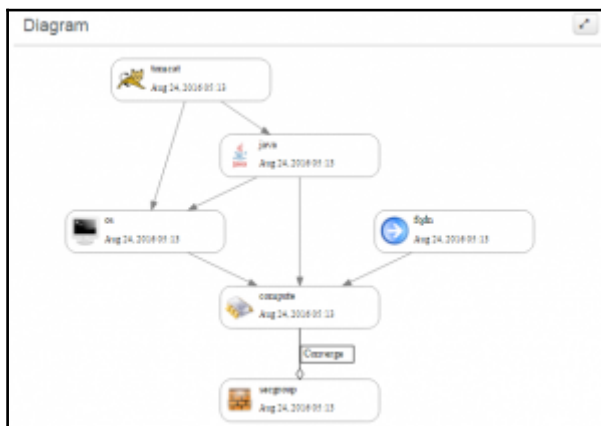 Diagram
tomcat
Aug 24, 2016 05:13
java
Aug 24, 2016 05:13
os
Aug 24, 2016 05:13
fqdn
Aug 24, 2016 05:13
compute
Aug 24, 2016 05:13
Converge
secgroup
Aug 24, 2016 05:13